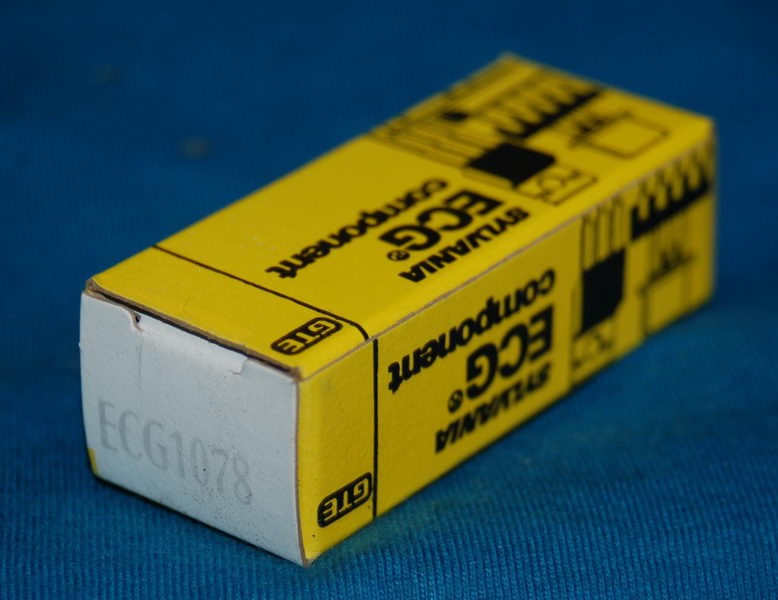 SYLVANIA
ECG®
component
GTE
SYLVANIA
ECG®
component
GTE
ECG1078